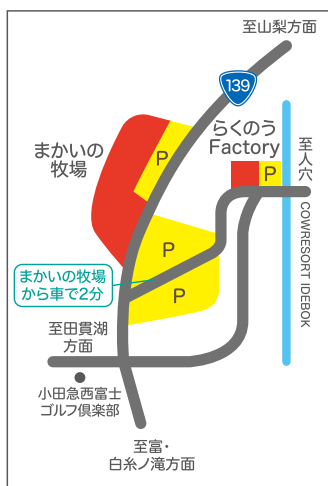 至山梨方面
139
らくのう
Factory
まかいの
牧場
P
P
至人穴
COWRESORT IDEBOK
P
P
まかいの牧場
から車で2分
至田貫湖
方面
小田急西富士
ゴルフ倶楽部
至富・
白糸ノ滝方面